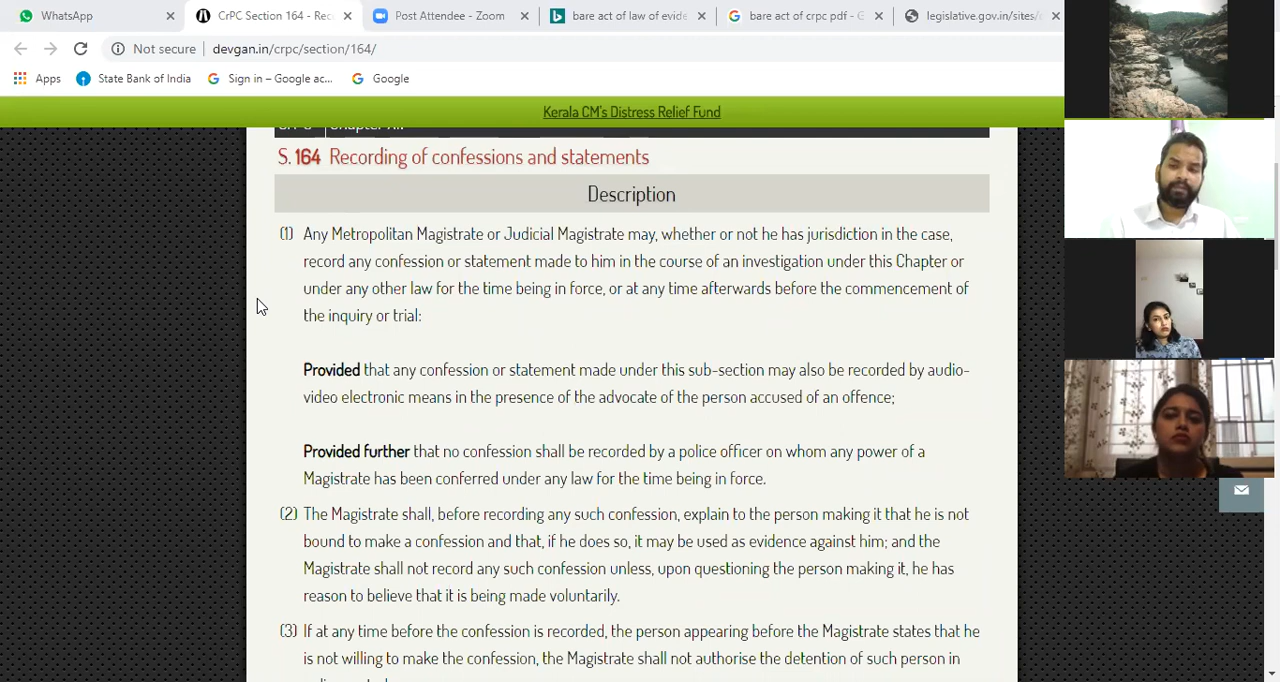 WhatsApp
CrPC Section 164 - Rec
Post Attendee - Zoom
bare act of law of evide
bare act of crpc pdf - G
legislative.gov.in/sites/
Not secure devgan.in/crpc/section/164/
Apps State Bank of India Sign in – Google ac... Google
Kerala CM's Distress Relief Fund
S. 164 Recording of confessions and statements
Description
(1) Any Metropolitan Magistrate or Judicial Magistrate may, whether or not he has jurisdiction in the case,
record any confession or statement made to him in the course of an investigation under this Chapter or
under any other law for the time being in force, or at any time afterwards before the commencement of
the inquiry or trial:
Provided that any confession or statement made under this sub-section may also be recorded by audio-
video electronic means in the presence of the advocate of the person accused of an offence;
Provided further that no confession shall be recorded by a police officer on whom any power of a
Magistrate has been conferred under any law for the time being in force.
(2) The Magistrate shall, before recording any such confession, explain to the person making it that he is not
bound to make a confession and that, if he does so, it may be used as evidence against him; and the
Magistrate shall not record any such confession unless, upon questioning the person making it, he has
reason to believe that it is being made voluntarily.
(3) If at any time before the confession is recorded, the person appearing before the Magistrate states that he
is not willing to make the confession, the Magistrate shall not authorise the detention of such person in